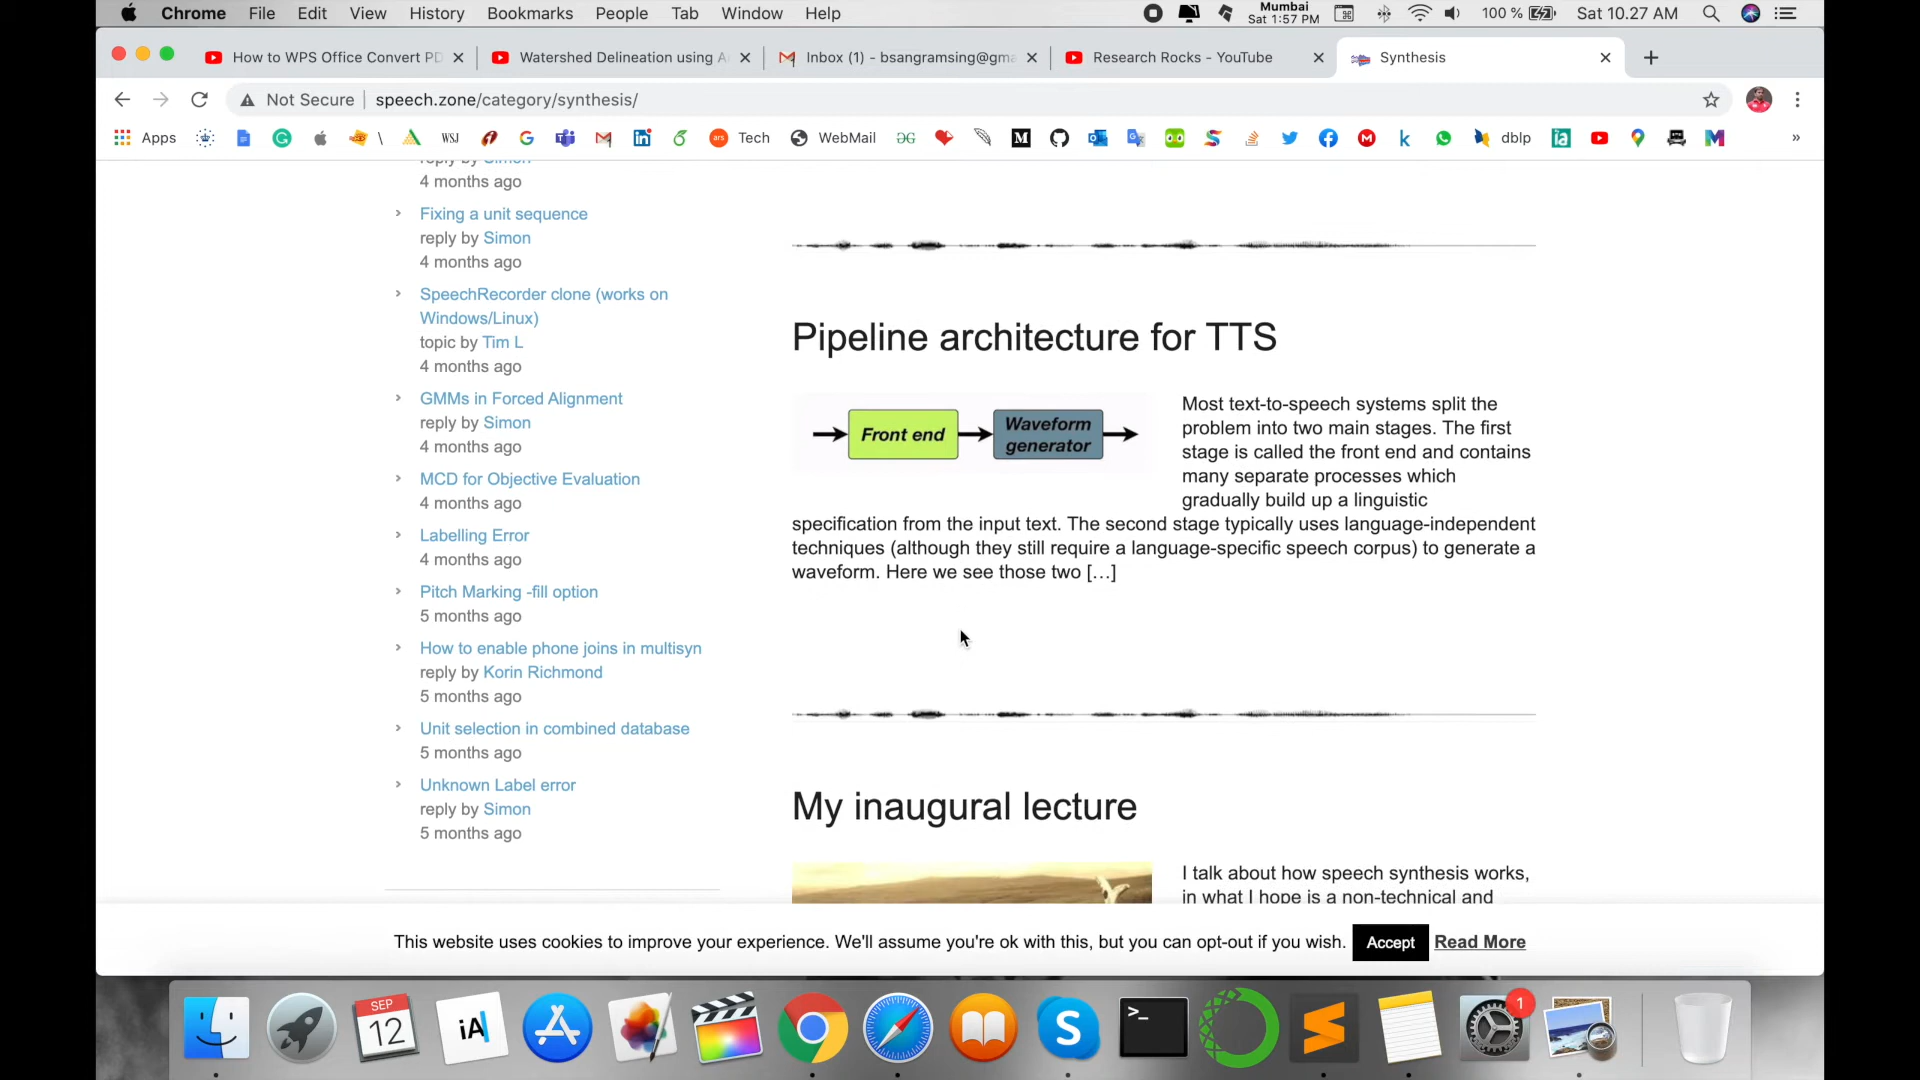 Chrome File Edit View History Bookmarks People Tab Window Help
Mumbai
Sat 1:57 PM
100 %
Sat 10.27 AM
How to WPS Office Convert PD
Watershed Delineation using A
Inbox (1) - bsangramsing@gma
Research Rocks - YouTube
Synthesis
Not Secure
speech.zone/category/synthesis/
Apps
\
WSJ
ars
Tech
WebMail
dblp
»
reply by Simon
4 months ago
Fixing a unit sequence
reply by Simon
4 months ago
SpeechRecorder clone (works on
Windows/Linux)
topic by Tim L
4 months ago
GMMs in Forced Alignment
reply by Simon
4 months ago
MCD for Objective Evaluation
4 months ago
Labelling Error
4 months ago
Pitch Marking -fill option
5 months ago
How to enable phone joins in multisyn
reply by Korin Richmond
5 months ago
Unit selection in combined database
5 months ago
Unknown Label error
reply by Simon
5 months ago
Pipeline architecture for TTS
Front end
Waveform
generator
Most text-to-speech systems split the
problem into two main stages. The first
stage is called the front end and contains
many separate processes which
gradually build up a linguistic
specification from the input text. The second stage typically uses language-independent
techniques (although they still require a language-specific speech corpus) to generate a
waveform. Here we see those two […]
My inaugural lecture
I talk about how speech synthesis works,
in what I hope is a non-technical and
This website uses cookies to improve your experience. We'll assume you're ok with this, but you can opt-out if you wish. Accept Read More
SEP
12
iA
S
>_
1